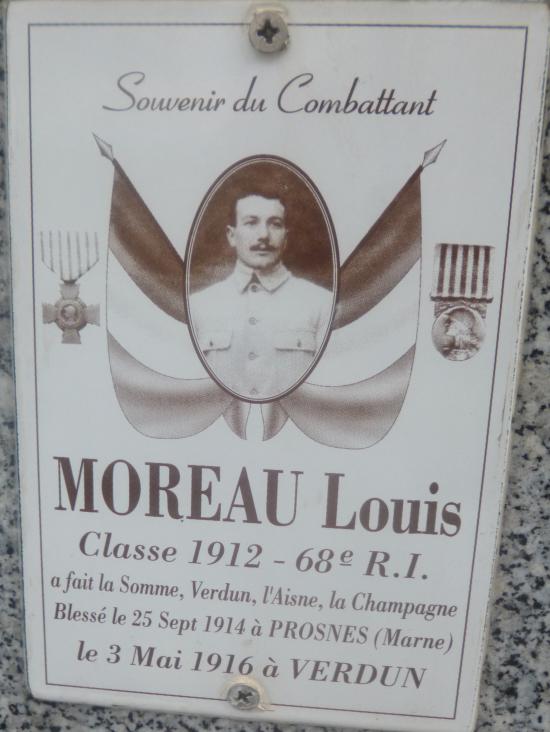 Souvenir du Combattant
MOREAU Louis
Classe 1912 - 68e R.I.
a fait la Somme, Verdun, l'Aisne, la Champagne
Blessé le 25 Sept 1914 à PROSNES (Marne)
le 3 Mai 1916 à VERDUN